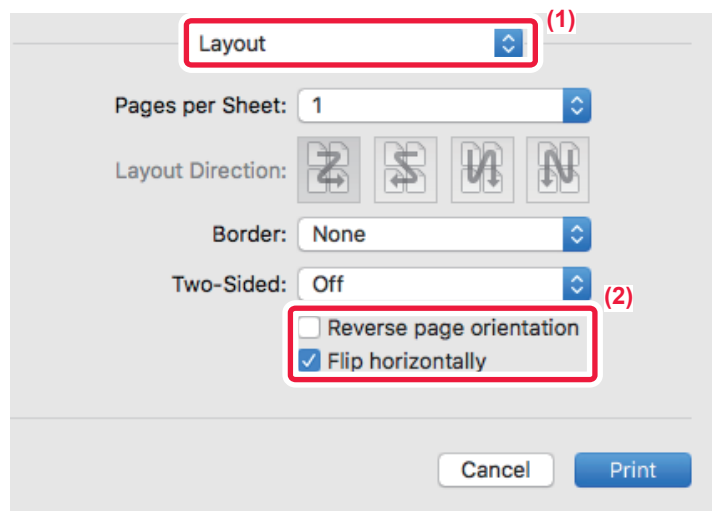 (1)
Layout
Pages per Sheet: 1
Layout Direction:
Border: None
Two-Sided: Off
(2)
Reverse page orientation
Flip horizontally
Cancel Print